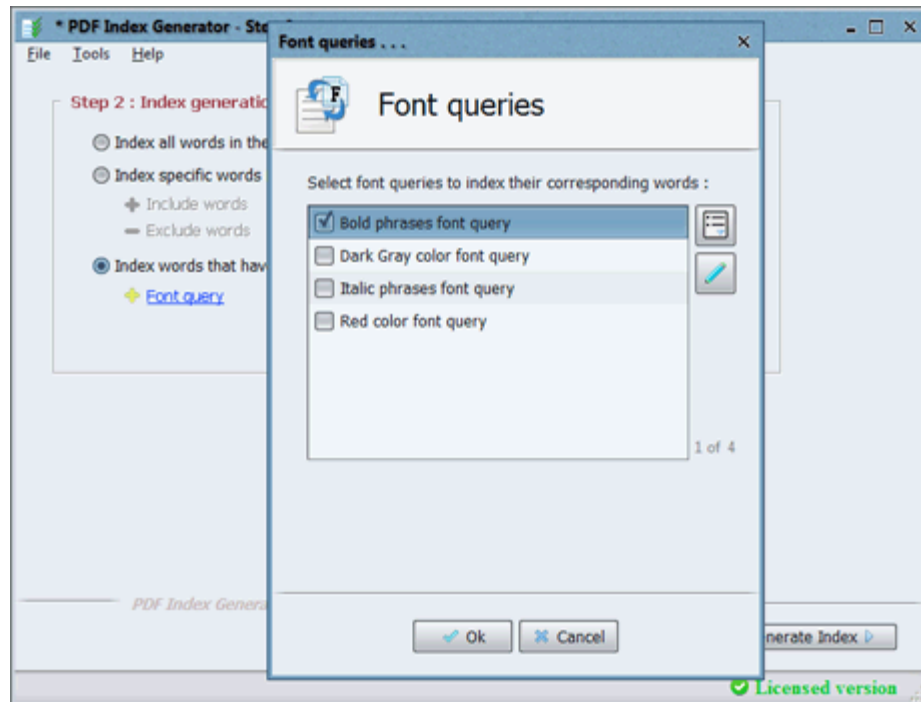 * PDF Index Generator - Ste
File Tools Help
Step 2 : Index generatio
Index all words in the
Index specific words
Include words
Exclude words
Index words that hav
Font query
PDF Index Genera
nerate Index
Licensed version
Font queries . . .
Font queries
Select font queries to index their corresponding words :
Bold phrases font query
Dark Gray color font query
Italic phrases font query
Red color font query
1 of 4
Ok Cancel